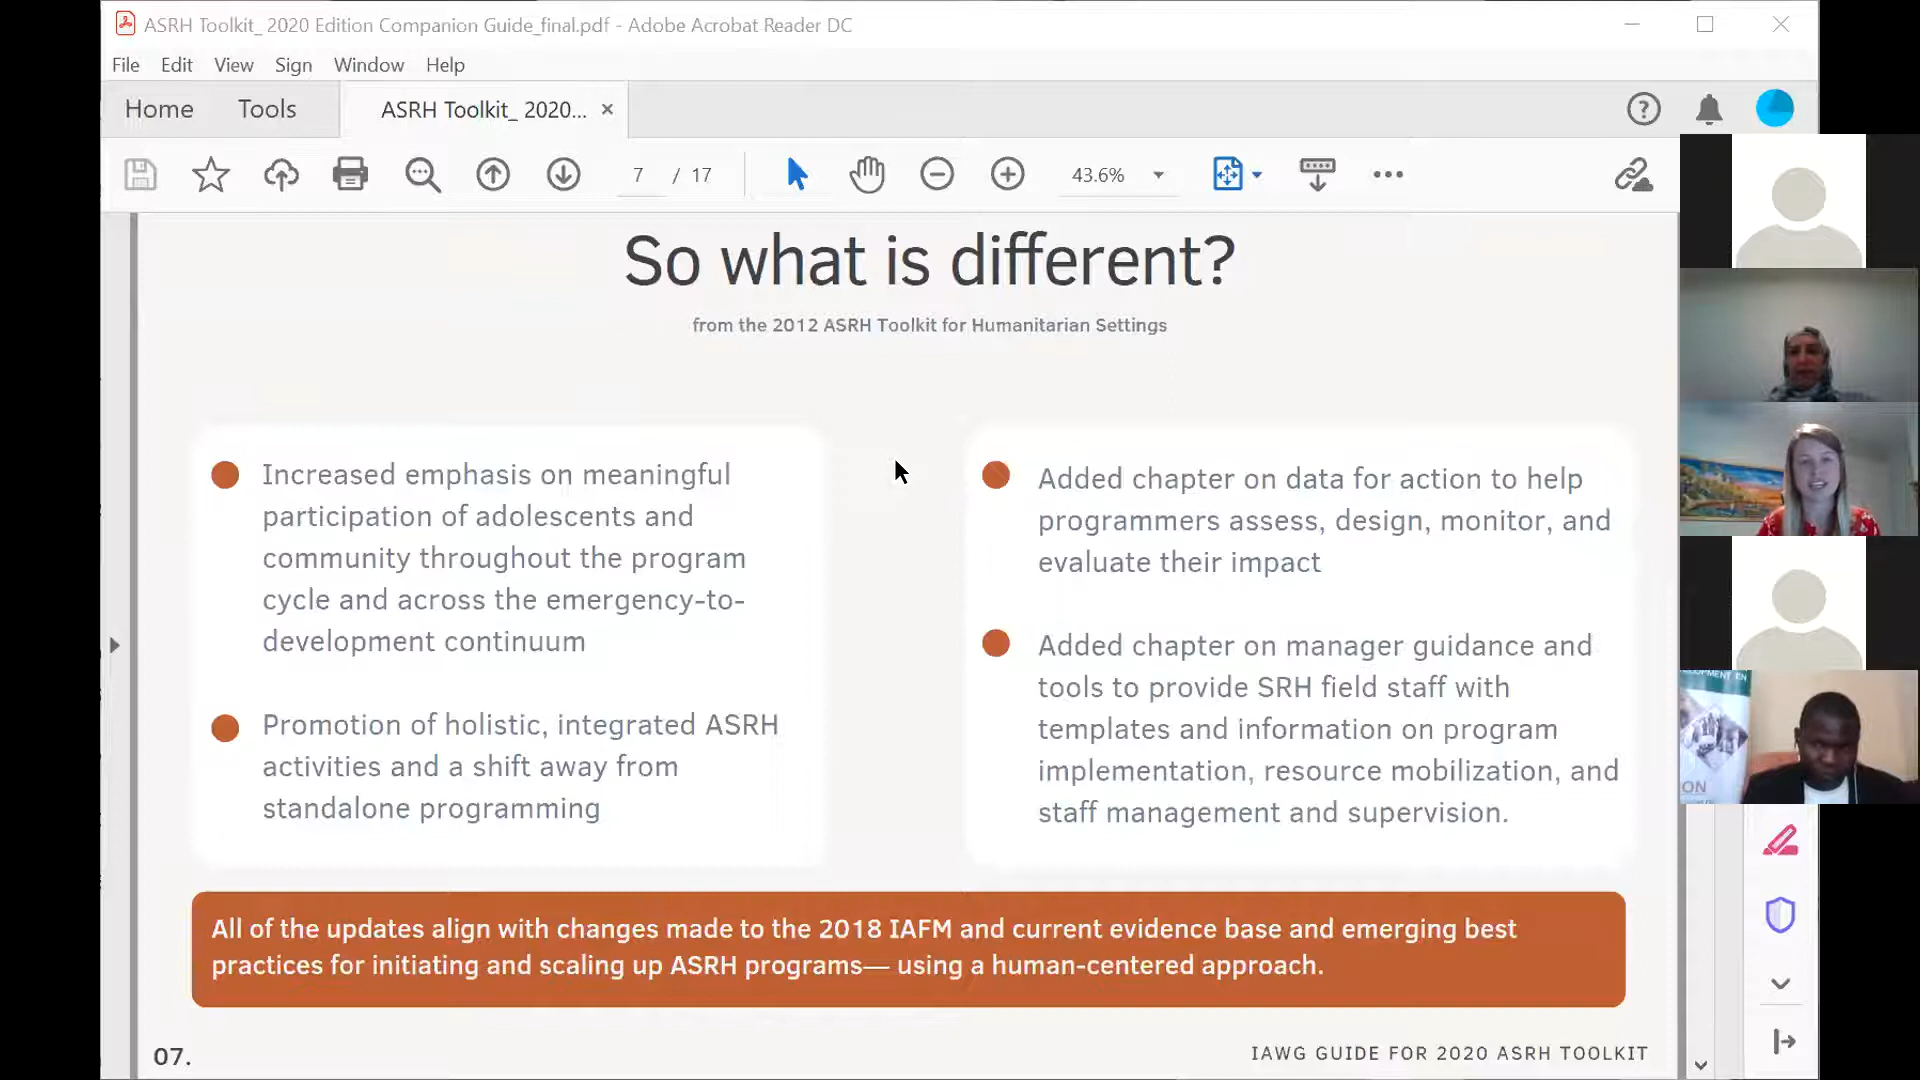 ASRH Toolkit_ 2020 Edition Companion Guide_final.pdf - Adobe Acrobat Reader DC
File Edit View Sign Window Help
Home Tools ASRH Toolkit_ 2020... ×
7 / 17 43.6%
So what is different?
from the 2012 ASRH Toolkit for Humanitarian Settings
Increased emphasis on meaningful
participation of adolescents and
community throughout the program
cycle and across the emergency-to-
development continuum
Promotion of holistic, integrated ASRH
activities and a shift away from
standalone programming
Added chapter on data for action to help
programmers assess, design, monitor, and
evaluate their impact
Added chapter on manager guidance and
tools to provide SRH field staff with
templates and information on program
implementation, resource mobilization, and
staff management and supervision.
All of the updates align with changes made to the 2018 IAFM and current evidence base and emerging best
practices for initiating and scaling up ASRH programs— using a human-centered approach.
07.
IAWG GUIDE FOR 2020 ASRH TOOLKIT
ON